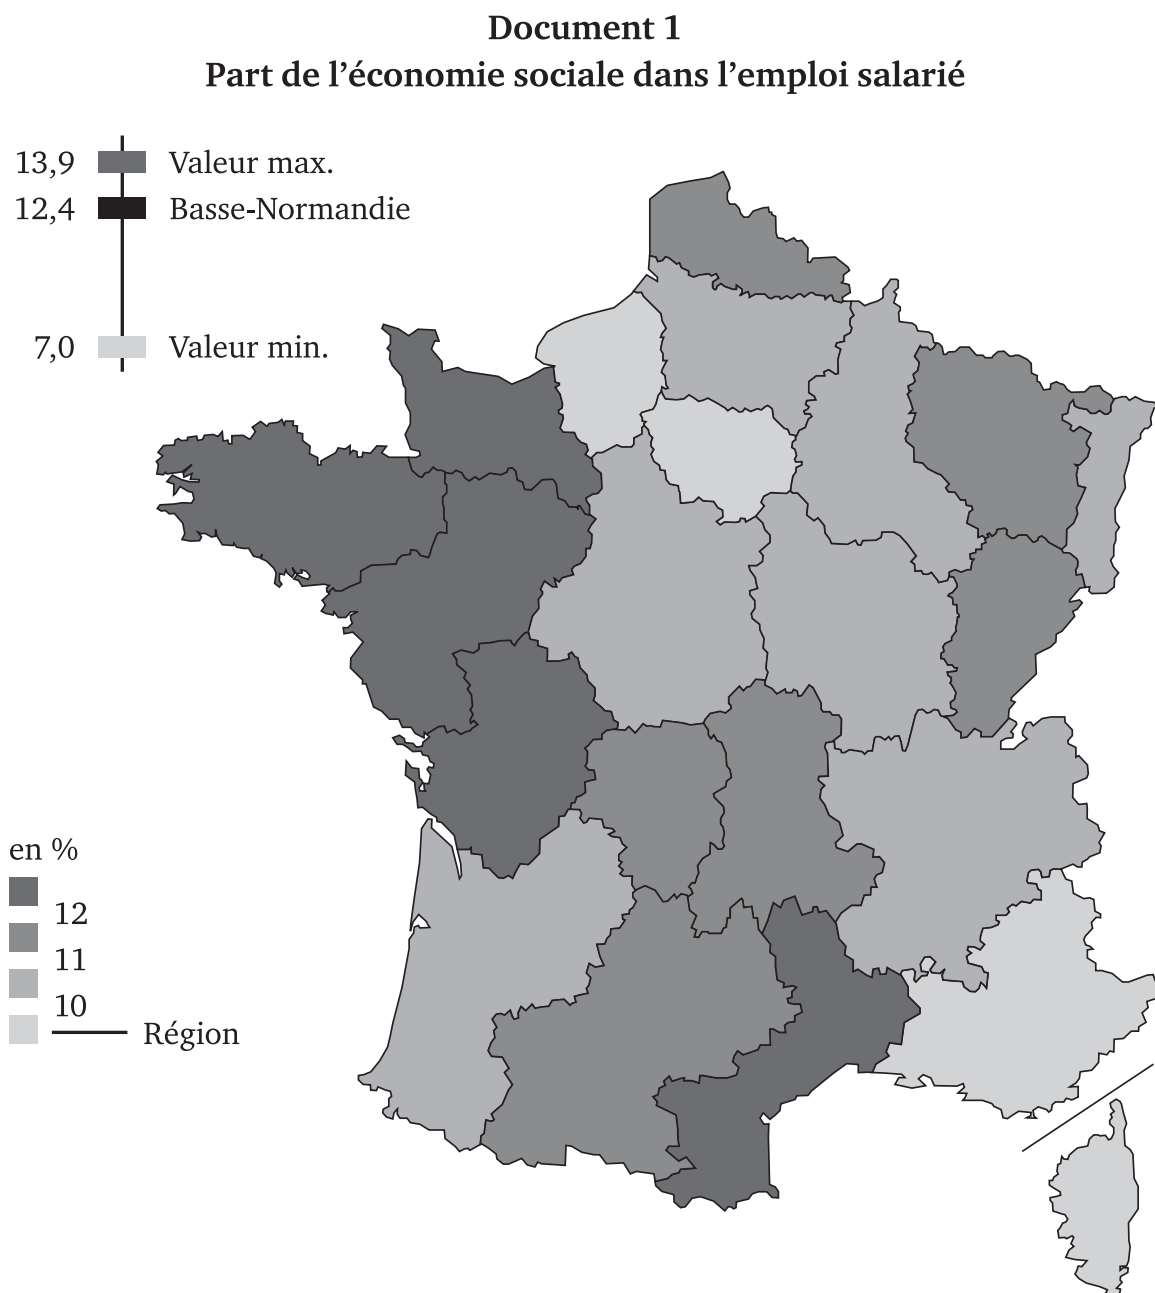 Document 1
Part de l’économie sociale dans l’emploi salarié
13,9 Valeur max.
12,4 Basse-Normandie
7,0 Valeur min.
en %
12
11
10
Région